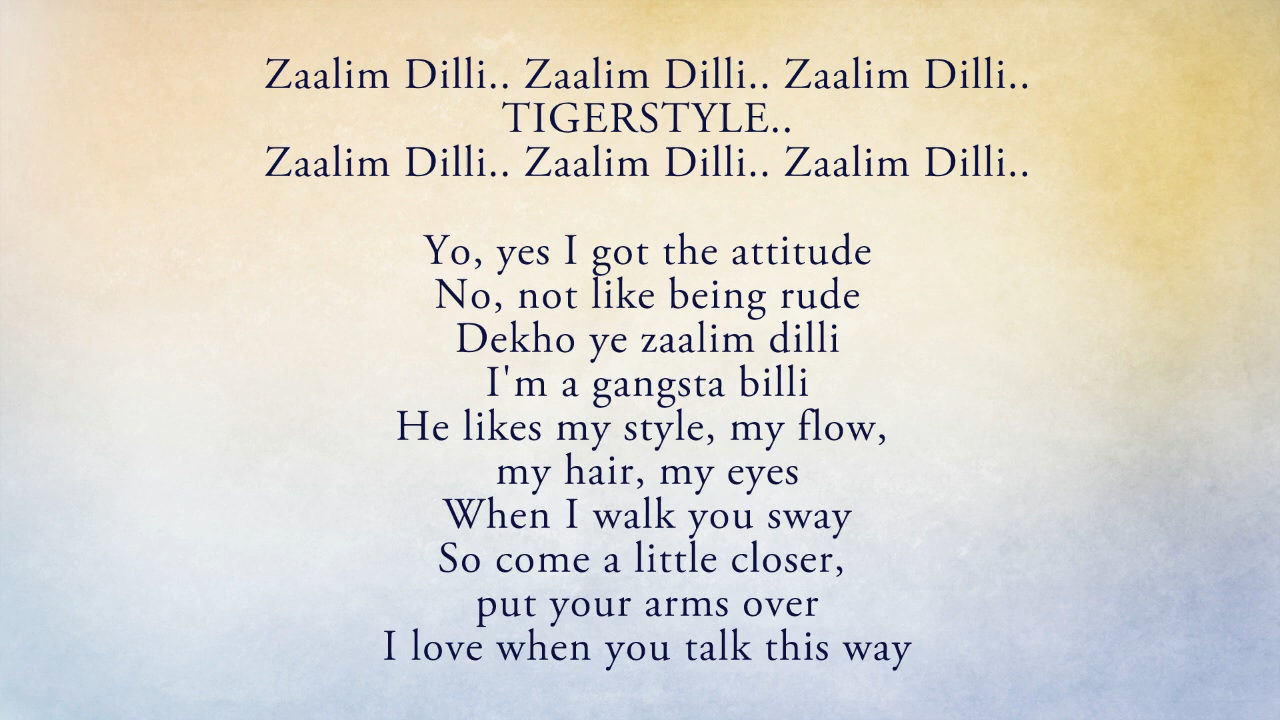 Zaalim Dilli.. Zaalim Dilli.. Zaalim Dilli..
TIGERSTYLE..
Zaalim Dilli.. Zaalim Dilli.. Zaalim Dilli..
Yo, yes I got the attitude
No, not like being rude
Dekho ye zaalim dilli
I'm a gangsta billi
He likes my style, my flow,
my hair, my eyes
When I walk you sway
So come a little closer,
put your arms over
I love when you talk this way